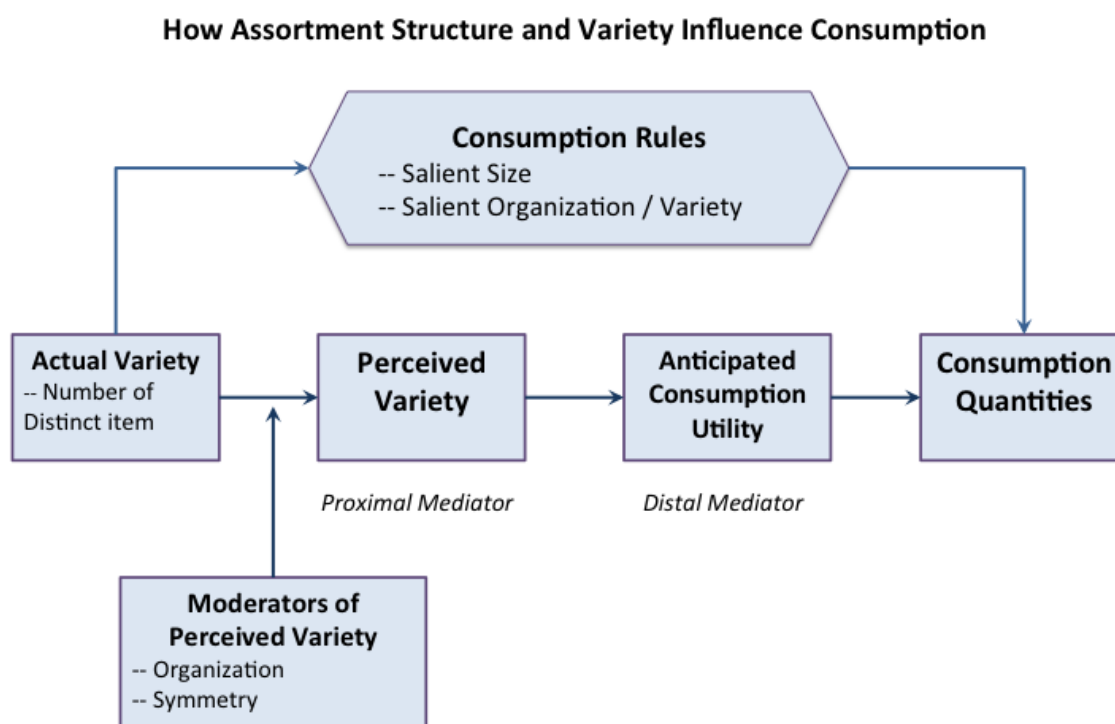 How Assortment Structure and Variety Influence Consumption
Consumption Rules
-- Salient Size
-- Salient Organization / Variety
Actual Variety
-- Number of
Distinct item
Perceived
Variety
Anticipated
Consumption
Utility
Consumption
Quantities
Proximal Mediator
Distal Mediator
Moderators of
Perceived Variety
-- Organization
-- Symmetry